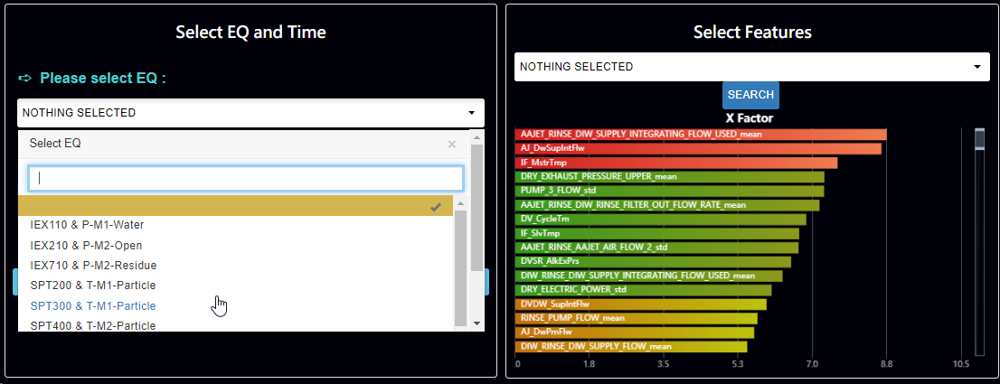 Select EQ and Time
➪ Please select EQ :
NOTHING SELECTED
Select EQ
×
IEX110 & P-M1-Water
IEX210 & P-M2-Open
IEX710 & P-M2-Residue
SPT200 & T-M1-Particle
SPT300 & T-M1-Particle
SPT400 & T-M2-Particle
Select Features
NOTHING SELECTED
SEARCH
X Factor
AAJET_RINSE_DIW_SUPPLY_INTEGRATING_FLOW_USED_mean
AJ_DwSupIntFlw
IF_MstrTmp
DRY_EXHAUST_PRESSURE_UPPER_mean
PUMP_3_FLOW_std
AAJET_RINSE_DIW_RINSE_FILTER_OUT_FLOW_RATE_mean
DV_CycleTm
IF_SlvTmp
AAJET_RINSE_AAJET_AIR_FLOW_2_std
DVSR_AlkExPrs
DIW_RINSE_DIW_SUPPLY_INTEGRATING_FLOW_USED_mean
DRY_ELECTRIC_POWER_std
DVDW_SupIntFlw
RINSE_PUMP_FLOW_mean
AJ_DwPmFlw
DIW_RINSE_DIW_SUPPLY_FLOW_mean
.0 1.8 3.5 5.3 7.0 8.8 10.5